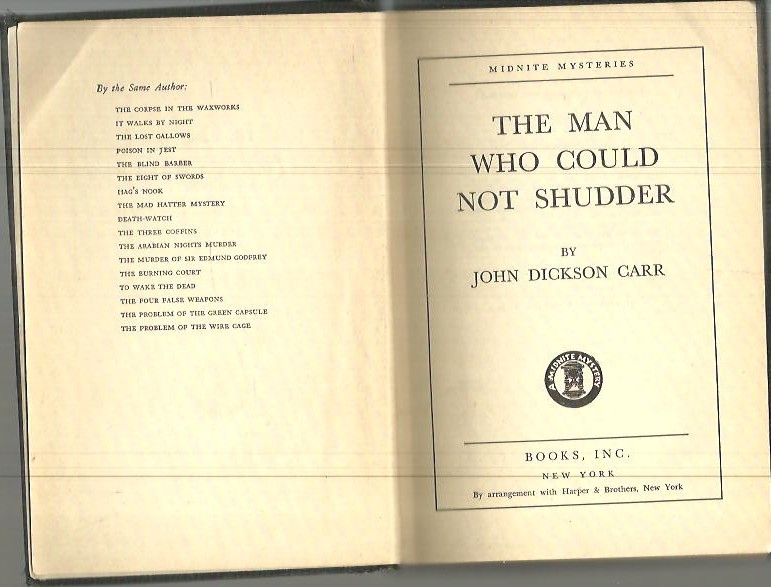 By the Same Author:
THE CORPSE IN THE WAXWORKS
IT WALKS BY NIGHT
THE LOST GALLOWS
POISON IN JEST
THE BLIND BARBER
THE EIGHT OF SWORDS
HAG'S NOOK
THE MAD HATTER MYSTERY
DEATH-WATCH
THE THREE COFFINS
THE ARABIAN NIGHTS MURDER
THE MURDER OF SIR EDMUND GODFREY
THE BURNING COURT
TO WAKE THE DEAD
THE FOUR FALSE WEAPONS
THE PROBLEM OF THE GREEN CAPSULE
THE PROBLEM OF THE WIRE CAGE
MIDNITE MYSTERIES
THE MAN
WHO COULD
NOT SHUDDER
BY
JOHN DICKSON CARR
A MIDNITE MYSTERY
BOOKS, INC.
NEW YORK
By arrangement with Harper & Brothers, New York